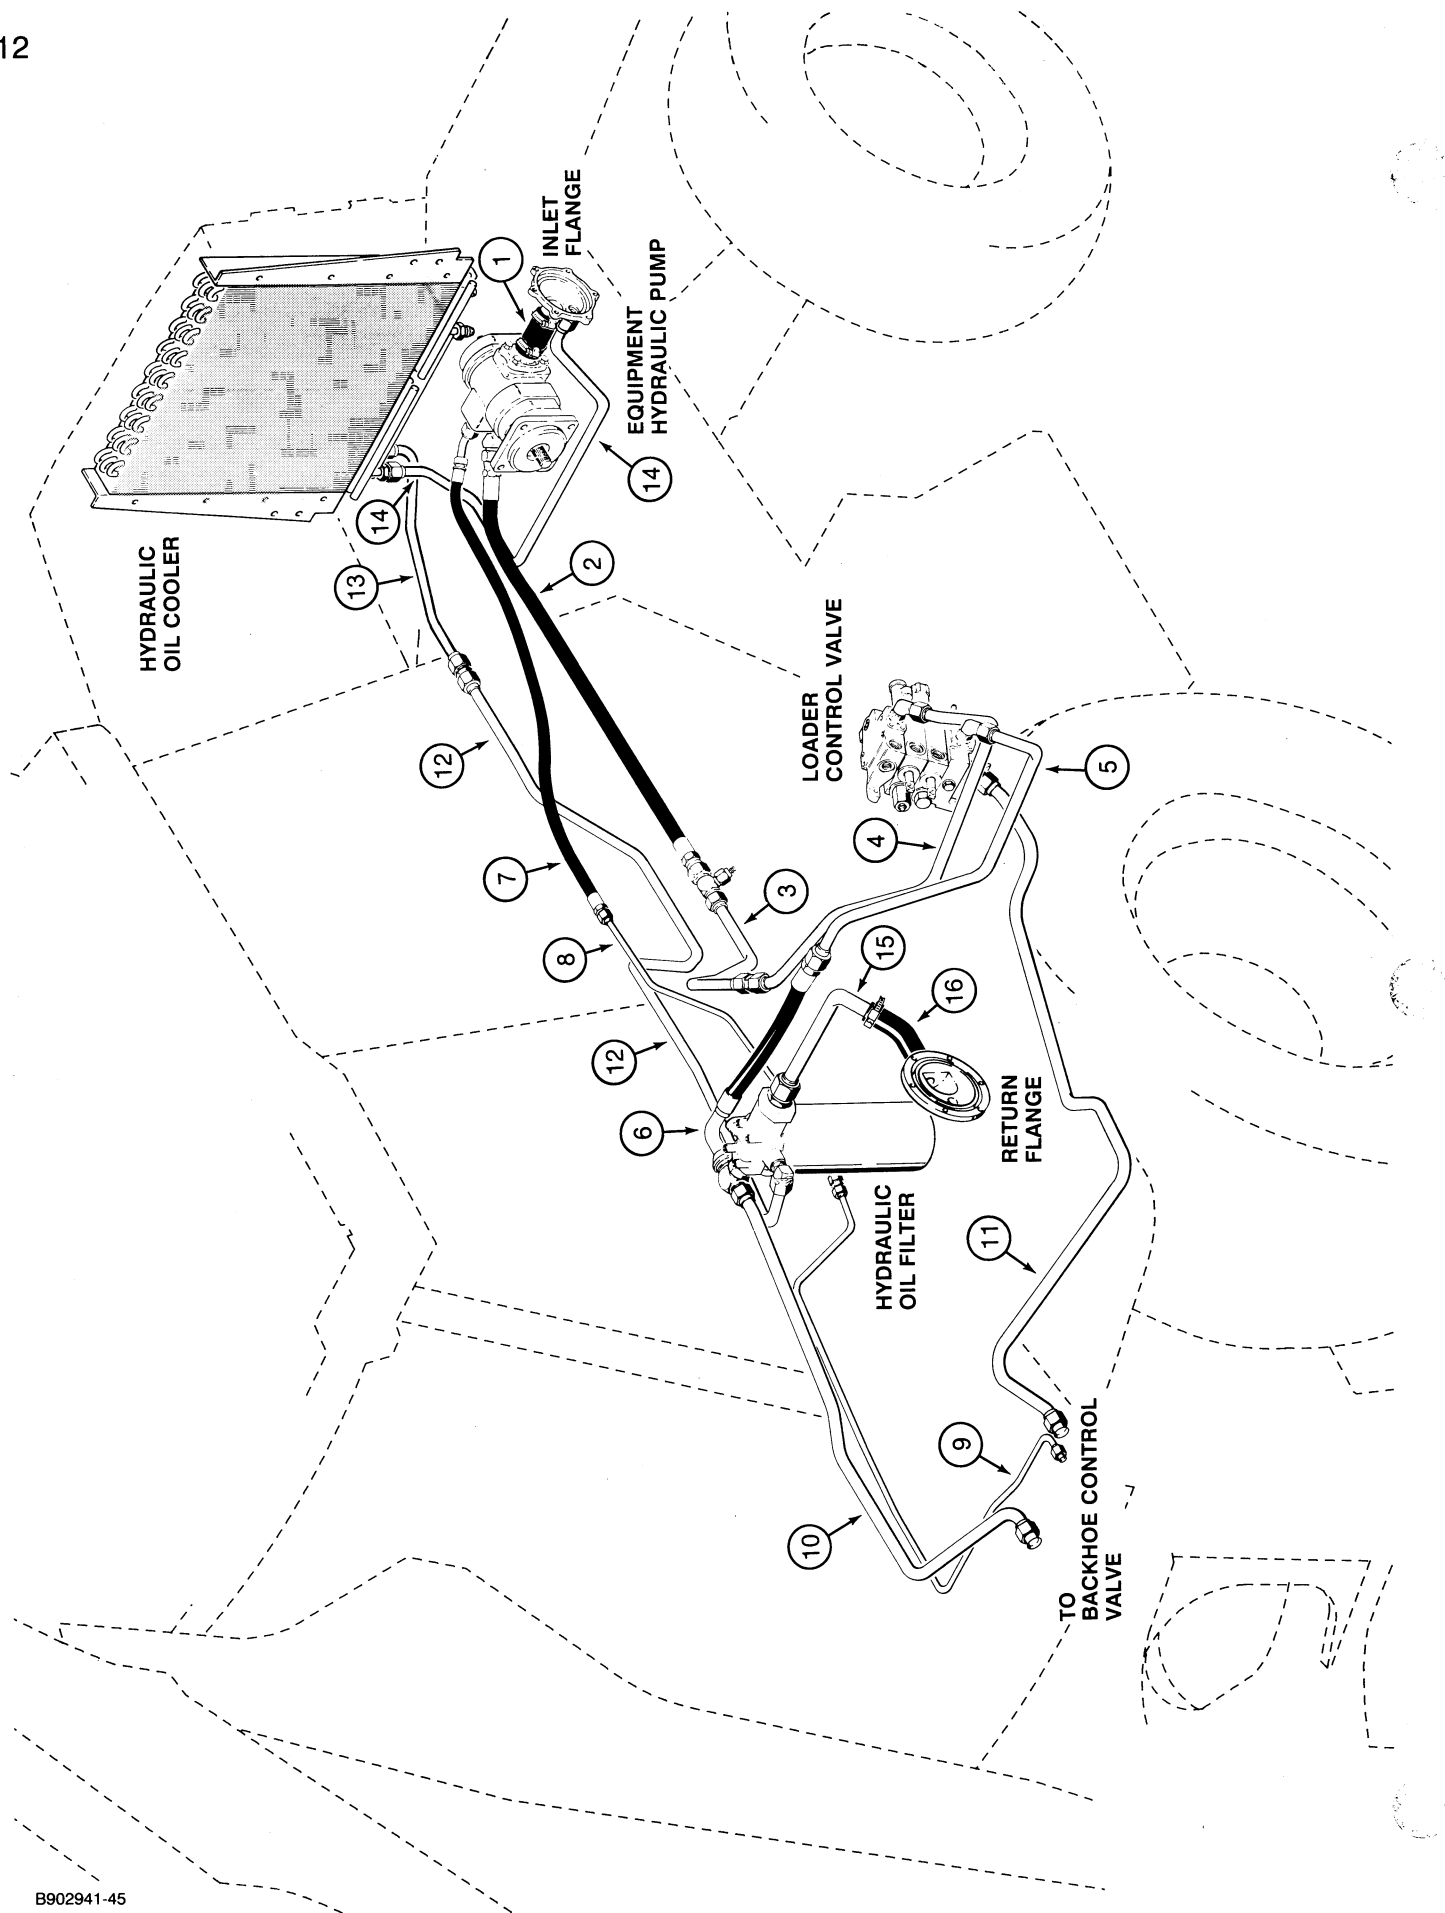 12
HYDRAULIC
OIL COOLER
INLET
FLANGE
1
EQUIPMENT
HYDRAULIC PUMP
14
14
13
2
12
LOADER
CONTROL VALVE
7
4
5
3
8
15
16
12
6
RETURN
FLANGE
HYDRAULIC
OIL FILTER
11
9
10
TO
BACKHOE CONTROL
VALVE
B902941-45